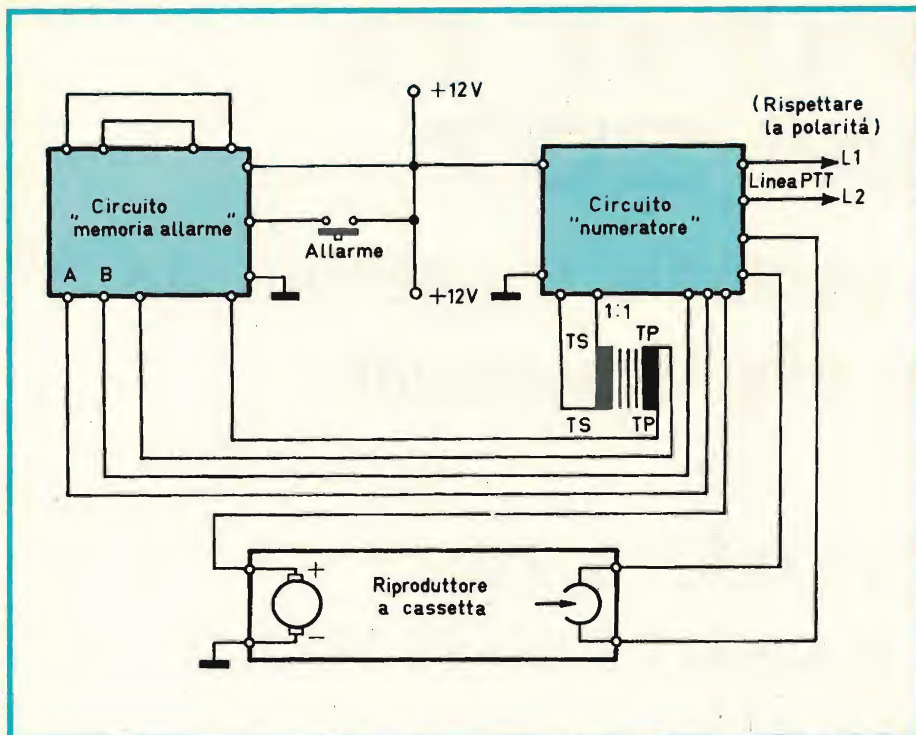 +12V
(Rispettare
la polaritá)
L1
Linea PTT
L2
" Circuito
memoria allarme "
Allarme
Circuito
"numeratore"
A B
+12V
1:1
TS TP
TS TP
+
Riproduttore
a cassetta
−